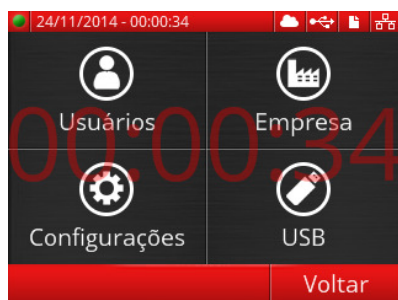 24/11/2014 - 00:00:34
Usuários
Empresa
00:00:34
Configurações
USB
Voltar